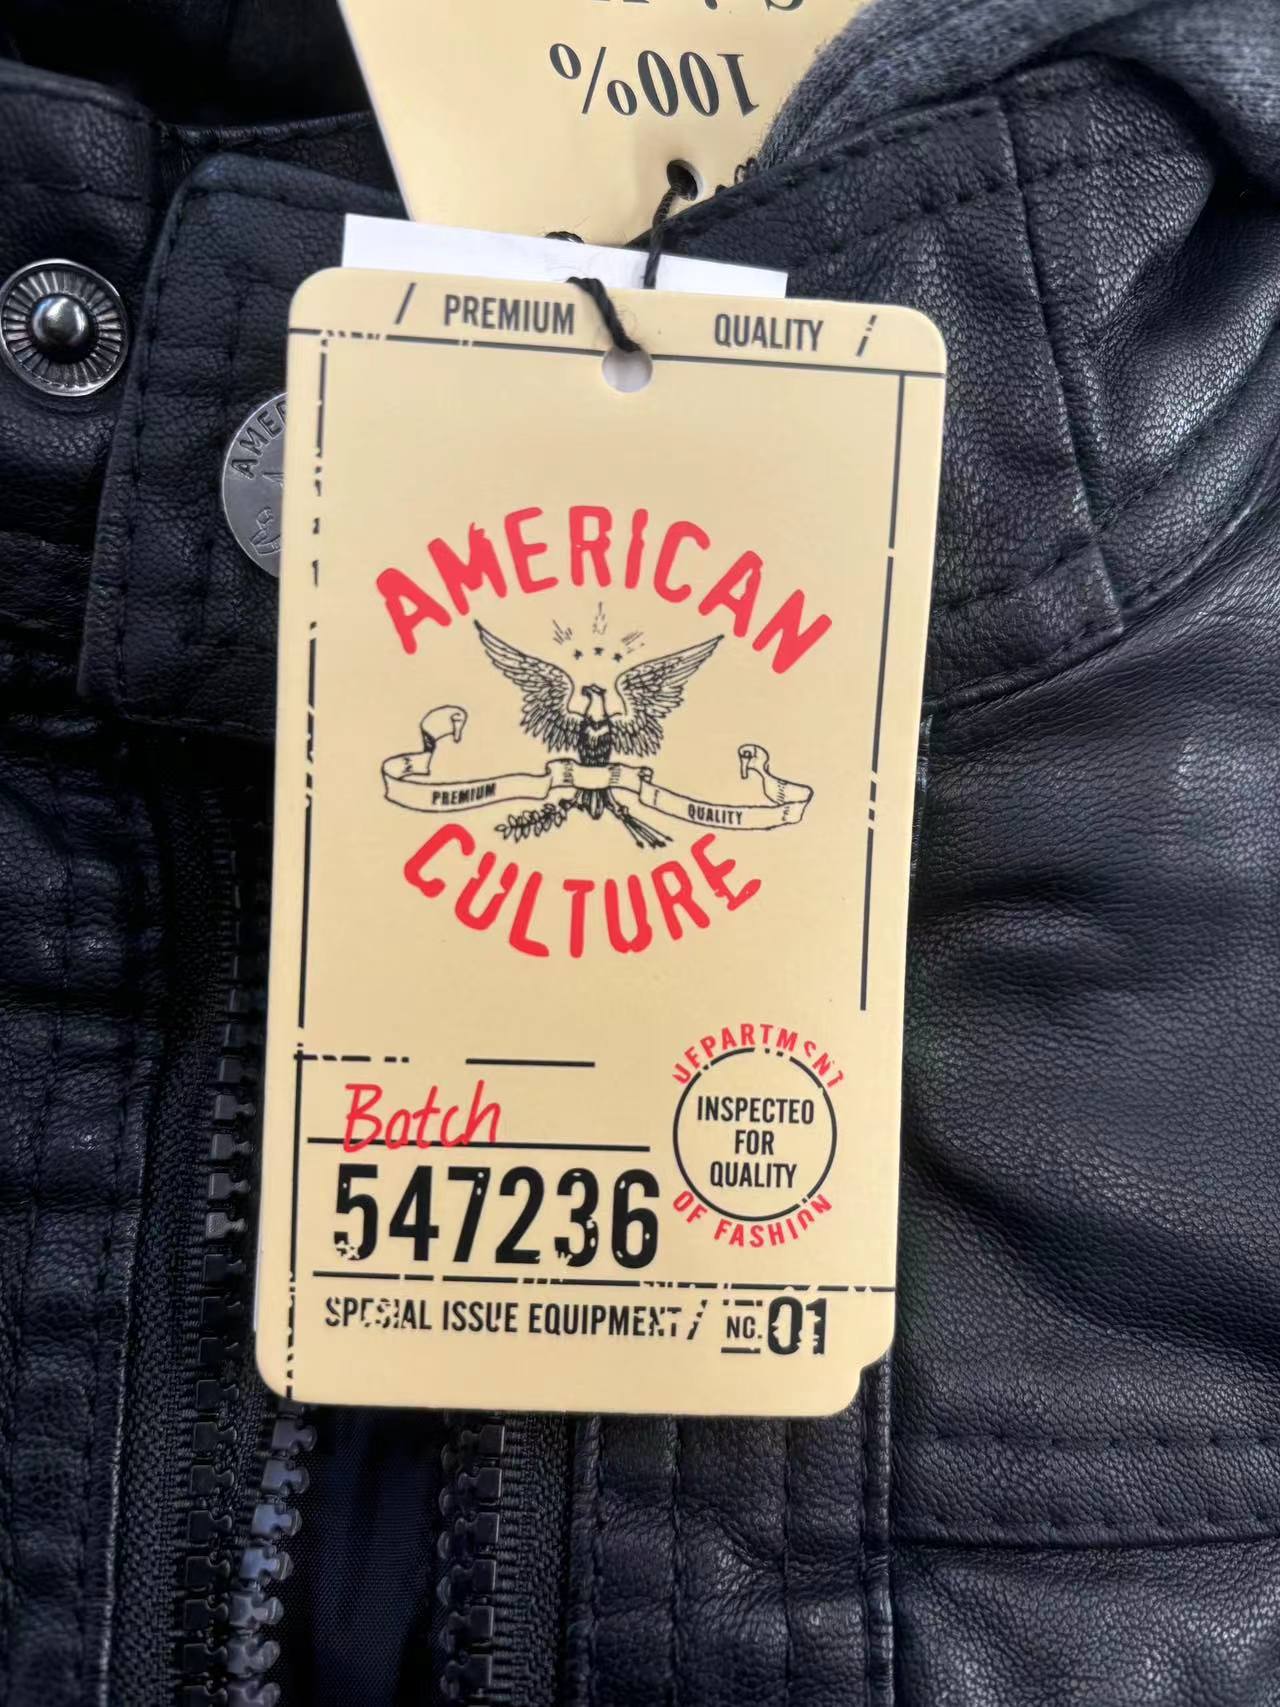 100%
/ PREMIUM QUALITY /
AMERICAN
PREMIUM QUALITY
CULTURE
DEPARTMENT
INSPECTED
FOR
QUALITY
OF FASHION
Batch
547236
SPECIAL ISSUE EQUIPMENT / NO. 01